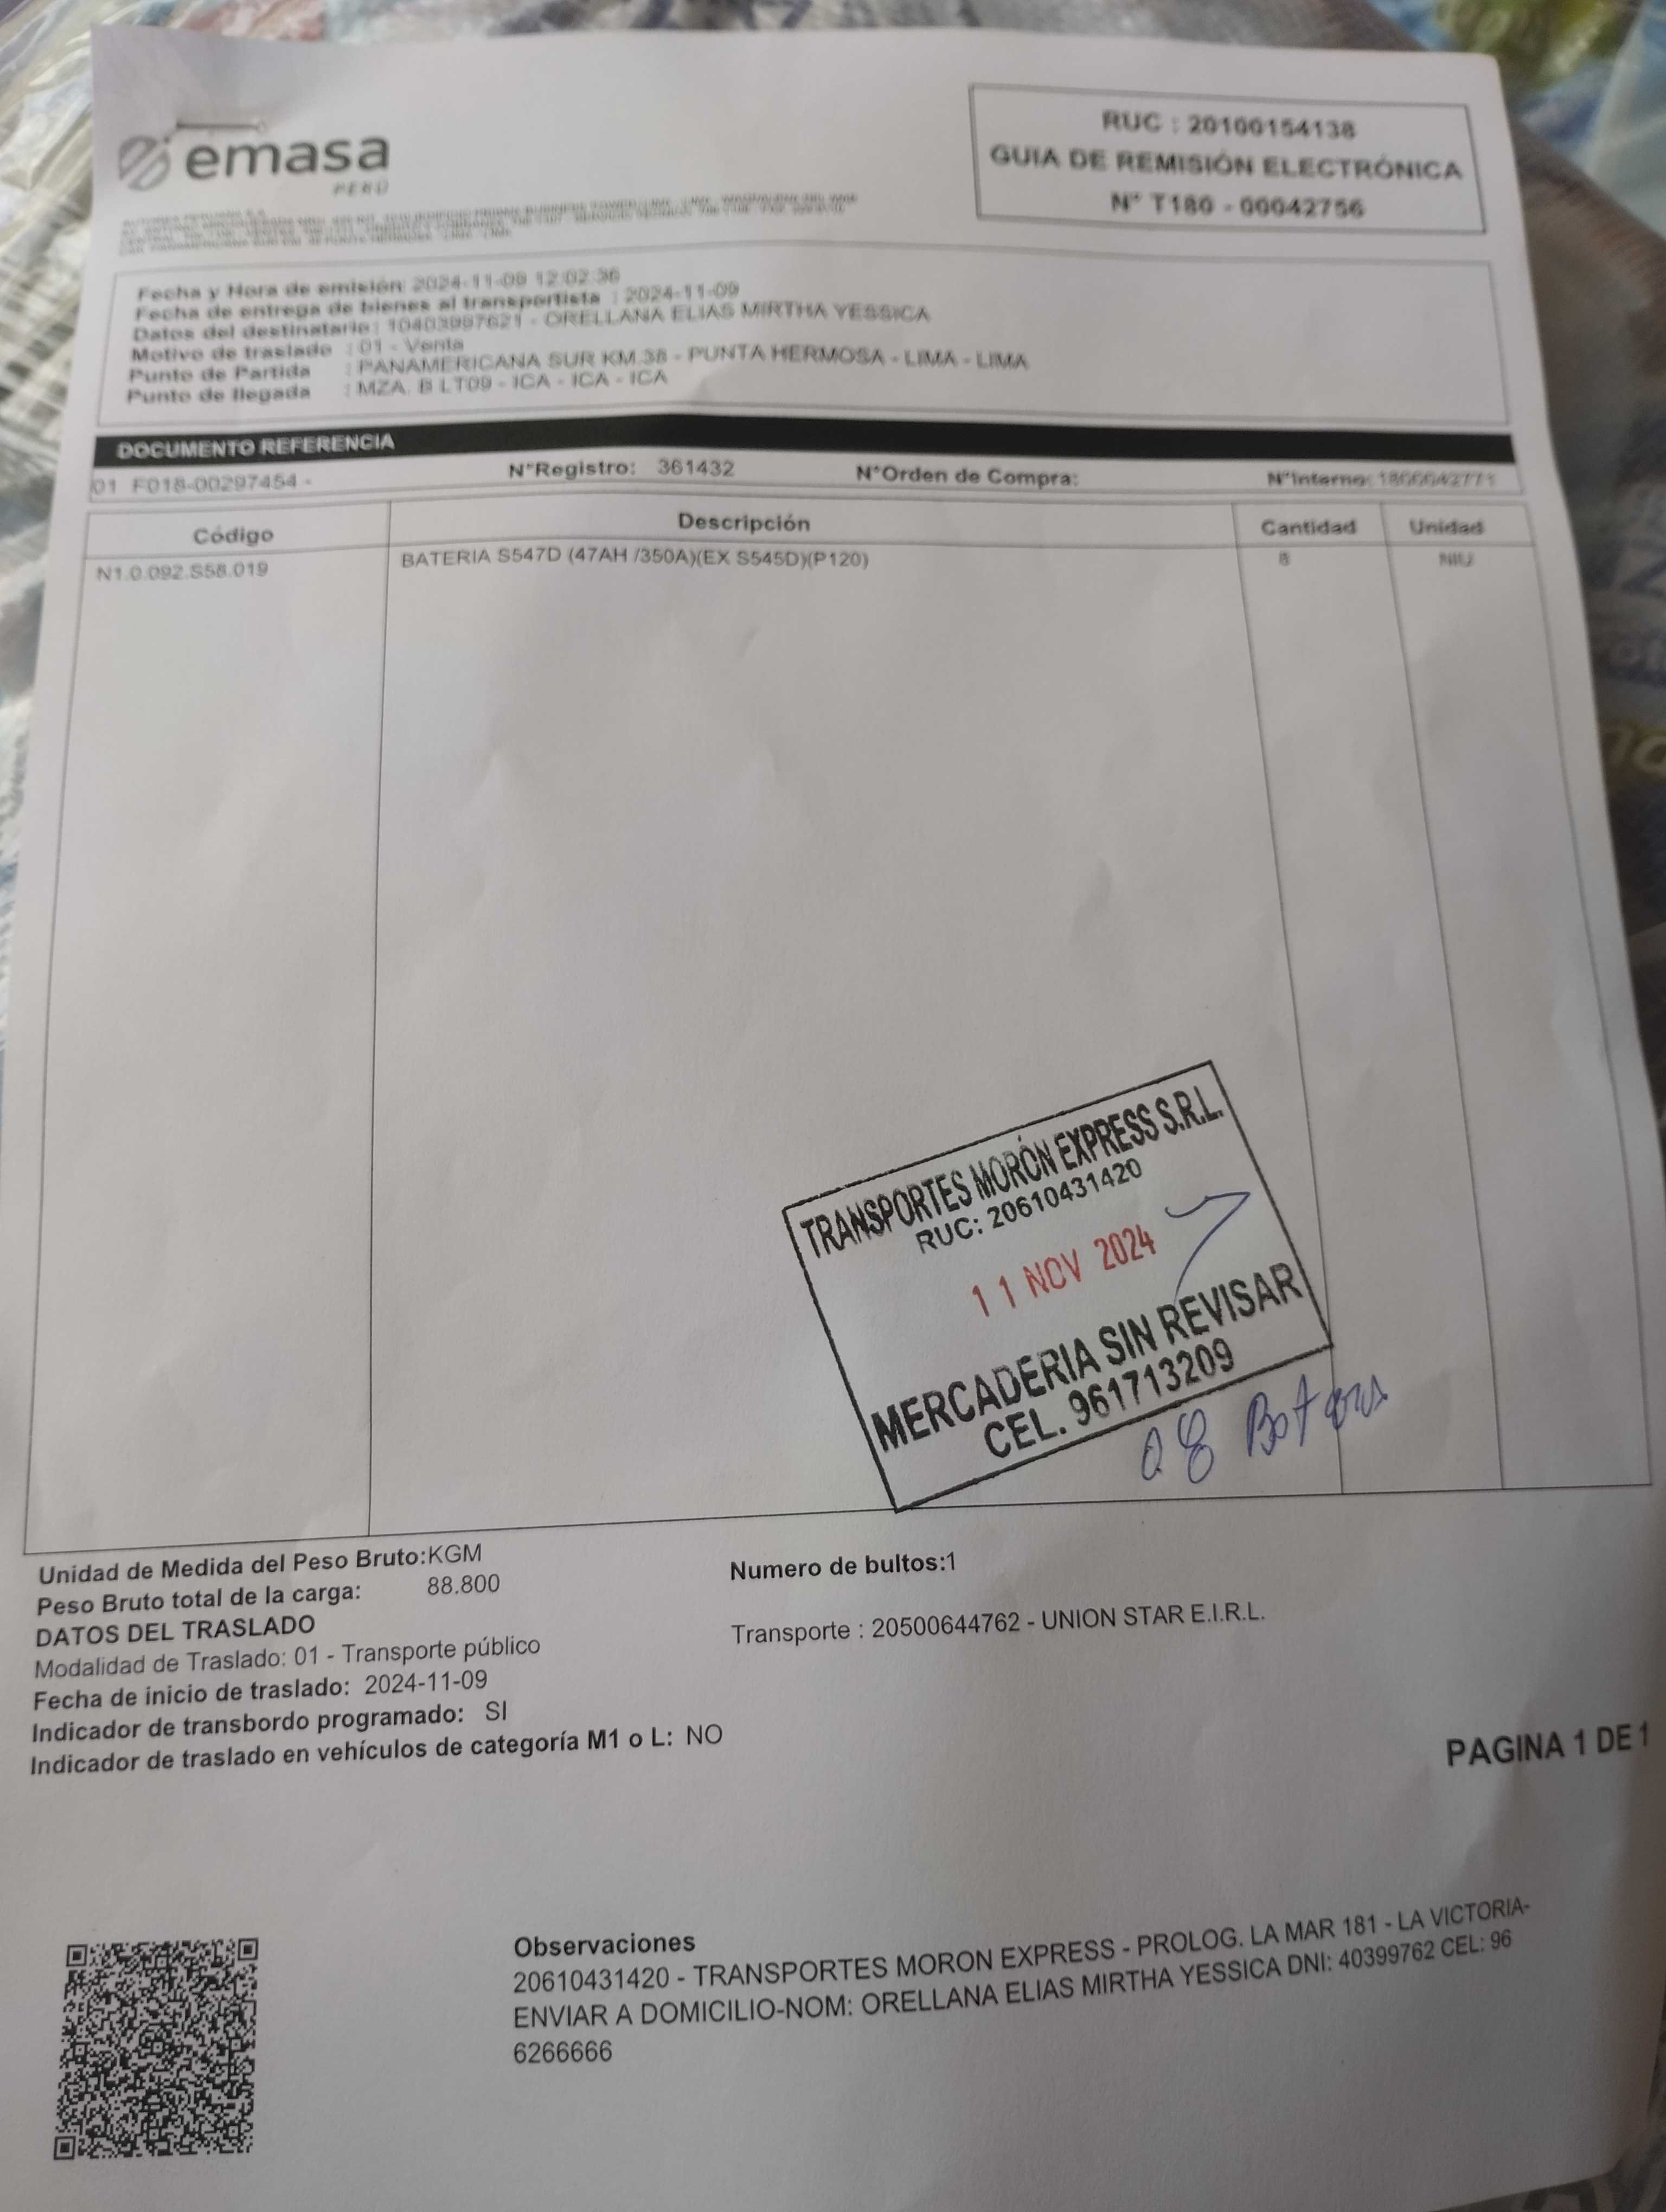 emasa
PERÚ
RUC : 20100154138
GUIA DE REMISIÓN ELECTRÓNICA
N° T180 - 00042756
Fecha y Hora de emisión: 2024-11-09 12:02:36
Fecha de entrega de bienes al transportista : 2024-11-09
Datos del destinatario : 10403997621 - ORELLANA ELIAS MIRTHA YESSICA
Motivo de traslado : 01 - Venta
Punto de Partida : PANAMERICANA SUR KM.38 - PUNTA HERMOSA - LIMA - LIMA
Punto de llegada : MZA. B LT09 - ICA - ICA - ICA
DOCUMENTO REFERENCIA
01 F018-00297454 - N°Registro: 361432 N°Orden de Compra: N°Interno:
Código Descripción Cantidad Unidad
N1.0.092.S58.019 BATERIA S547D (47AH /350A)(EX S545D)(P120) 8 NIU
TRANSPORTES MORÓN EXPRESS S.R.L.
RUC: 20610431420
11 NOV 2024
MERCADERIA SIN REVISAR
CEL. 961713209
08
Unidad de Medida del Peso Bruto:KGM
Peso Bruto total de la carga: 88.800
Numero de bultos:1
DATOS DEL TRASLADO
Modalidad de Traslado: 01 - Transporte público
Transporte : 20500644762 - UNION STAR E.I.R.L.
Fecha de inicio de traslado: 2024-11-09
Indicador de transbordo programado: SI
Indicador de traslado en vehículos de categoría M1 o L: NO
PAGINA 1 DE 1
Observaciones
20610431420 - TRANSPORTES MORON EXPRESS - PROLOG. LA MAR 181 - LA VICTORIA-
ENVIAR A DOMICILIO-NOM: ORELLANA ELIAS MIRTHA YESSICA DNI: 40399762 CEL: 96
6266666